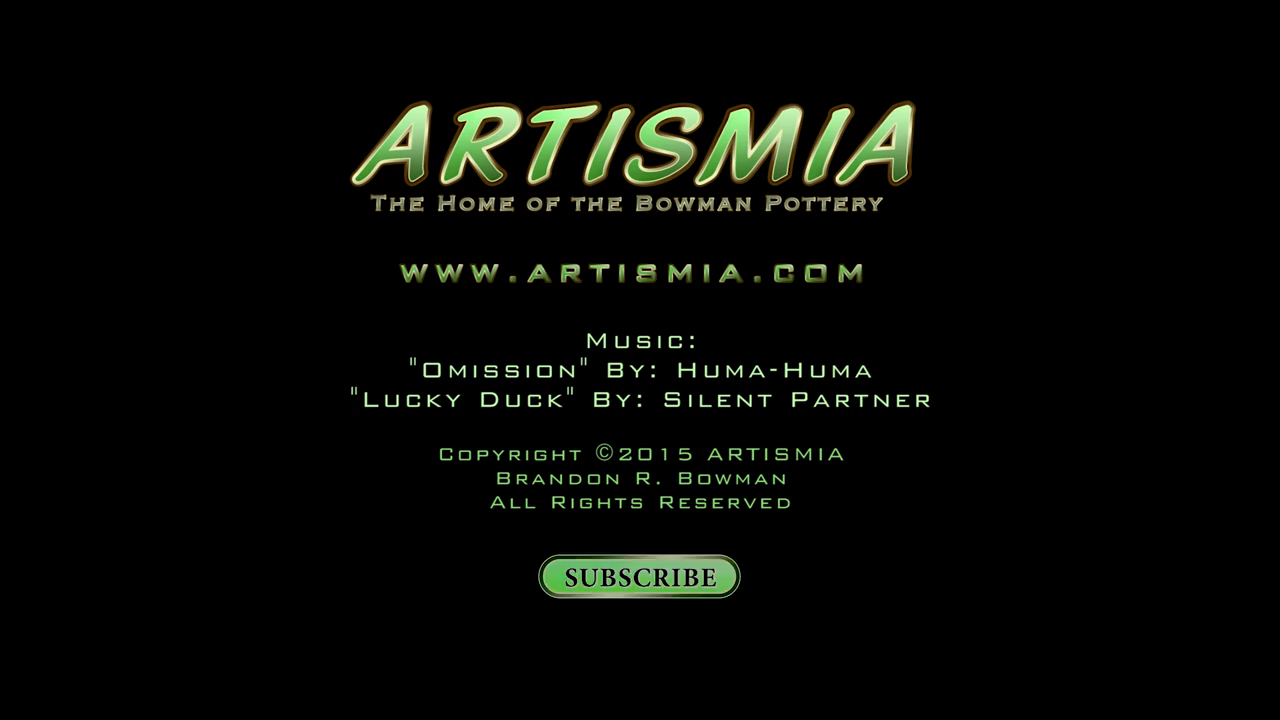 ARTISMIA
The Home of the Bowman Pottery
www.artismia.com
Music:
"Omission" By: Huma-Huma
"Lucky Duck" By: Silent Partner
Copyright ©2015 ARTISMIA
Brandon R. Bowman
All Rights Reserved
SUBSCRIBE